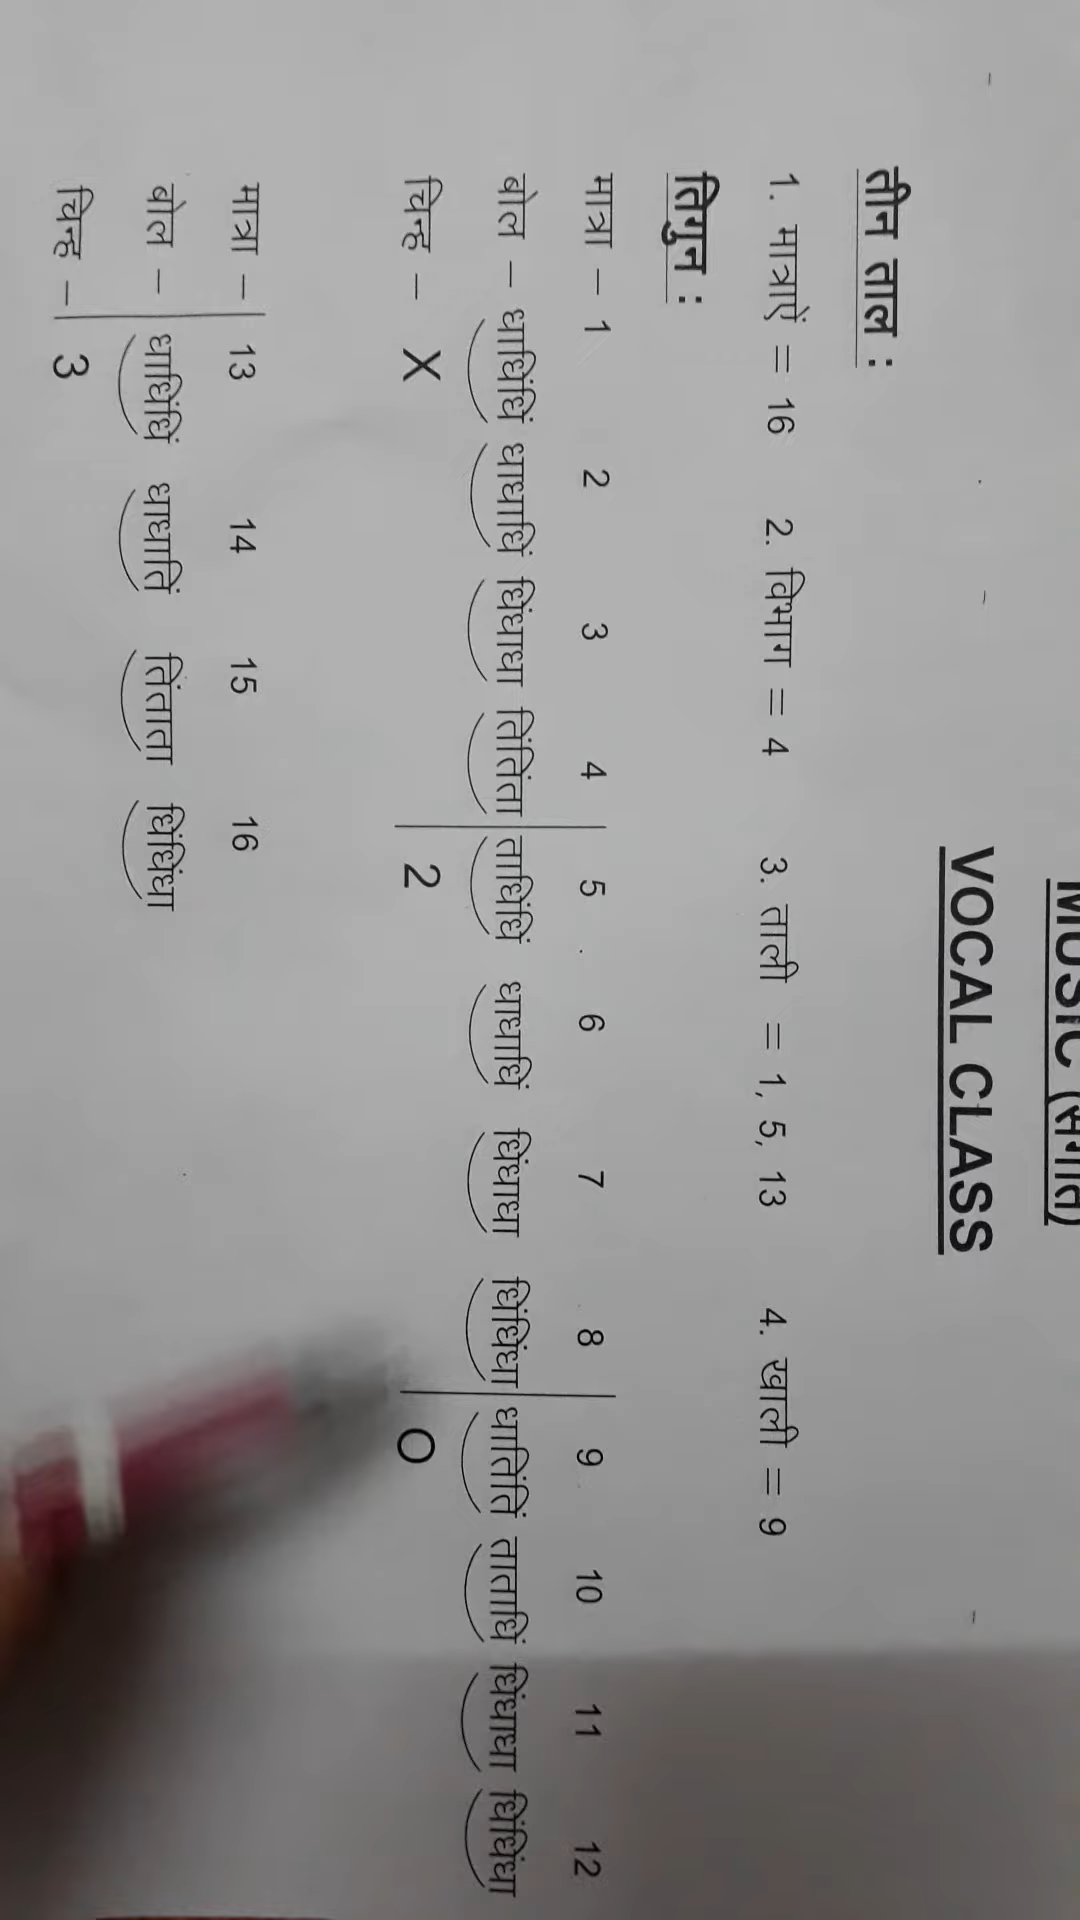 MUSIC (संगीत)
VOCAL CLASS
तीन ताल :
1. मात्राऐं = 16 2. विभाग = 4 3. ताली = 1, 5, 13 4. खाली = 9
तिगुन :
मात्रा – 1 2 3 4 5 6 7 8 9 10 11 12
बोल – धाधिंधिं धाधाधिं धिंधाधा तिंतिंता ताधिंधिं धाधाधिं धिंधाधा धिंधिंधा धातिंतिं ताताधिं धिंधाधा धिंधिंधा
चिन्ह – X 2 O
मात्रा – 13 14 15 16
बोल – धाधिंधिं धाधातिं तिंताता धिंधिंधा
चिन्ह – 3